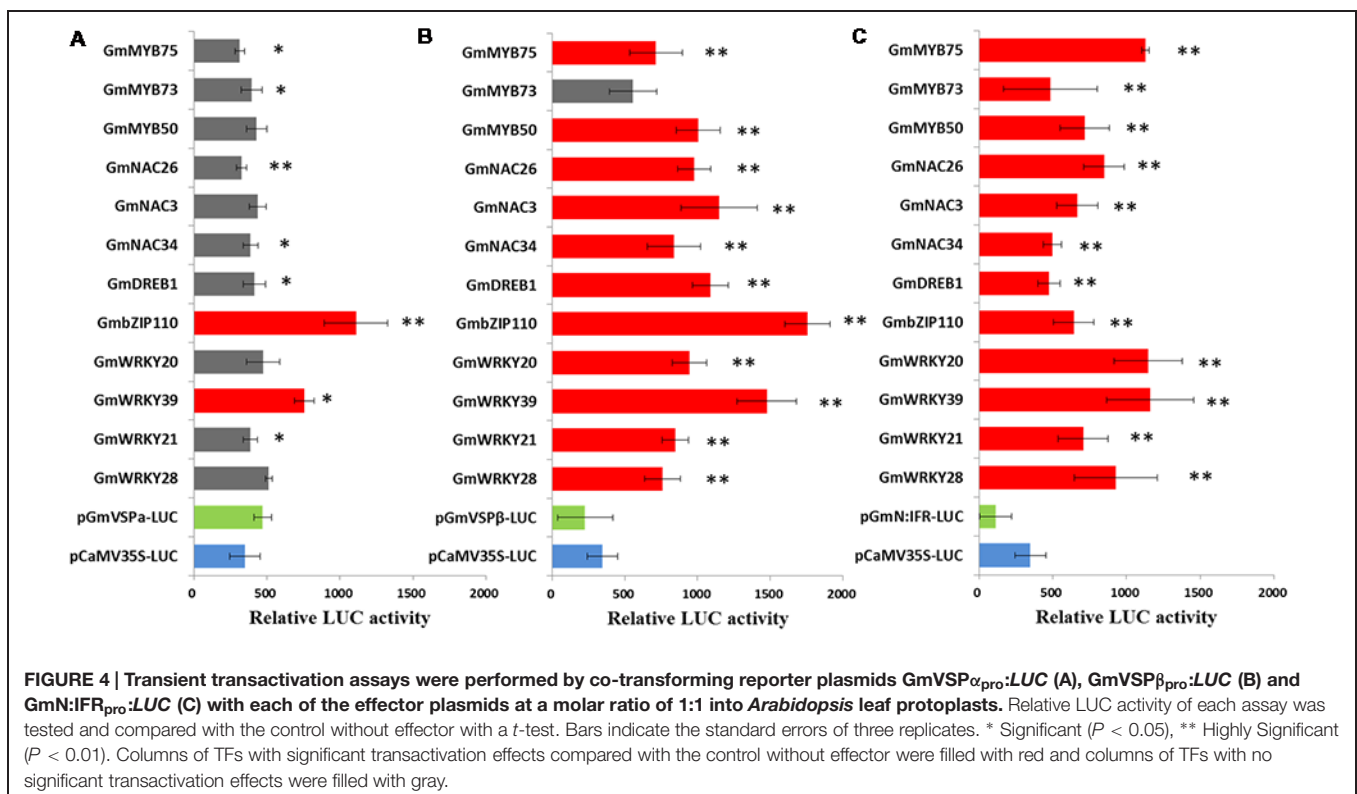 A
GmMYB75 *
GmMYB73 *
GmMYB50
GmNAC26 **
GmNAC3
GmNAC34 *
GmDREB1 *
GmbZIP110 **
GmWRKY20
GmWRKY39 *
GmWRKY21 *
GmWRKY28
pGmVSPa-LUC
pCaMV35S-LUC
0 500 1000 1500 2000
Relative LUC activity
B
GmMYB75 **
GmMYB73
GmMYB50 **
GmNAC26 **
GmNAC3 **
GmNAC34 **
GmDREB1 **
GmbZIP110 **
GmWRKY20 **
GmWRKY39 **
GmWRKY21 **
GmWRKY28 **
pGmVSPβ-LUC
pCaMV35S-LUC
0 500 1000 1500 2000
Relative LUC activity
C
GmMYB75 **
GmMYB73 **
GmMYB50 **
GmNAC26 **
GmNAC3 **
GmNAC34 **
GmDREB1 **
GmbZIP110 **
GmWRKY20 **
GmWRKY39 **
GmWRKY21 **
GmWRKY28 **
pGmN:IFR-LUC
pCaMV35S-LUC
0 500 1000 1500 2000
Relative LUC activity
FIGURE 4 | Transient transactivation assays were performed by co-transforming reporter plasmids GmVSPαpro:LUC (A), GmVSPβpro:LUC (B) and
GmN:IFRpro:LUC (C) with each of the effector plasmids at a molar ratio of 1:1 into Arabidopsis leaf protoplasts. Relative LUC activity of each assay was
tested and compared with the control without effector with a t-test. Bars indicate the standard errors of three replicates. * Significant (P < 0.05), ** Highly Significant
(P < 0.01). Columns of TFs with significant transactivation effects compared with the control without effector were filled with red and columns of TFs with no
significant transactivation effects were filled with gray.